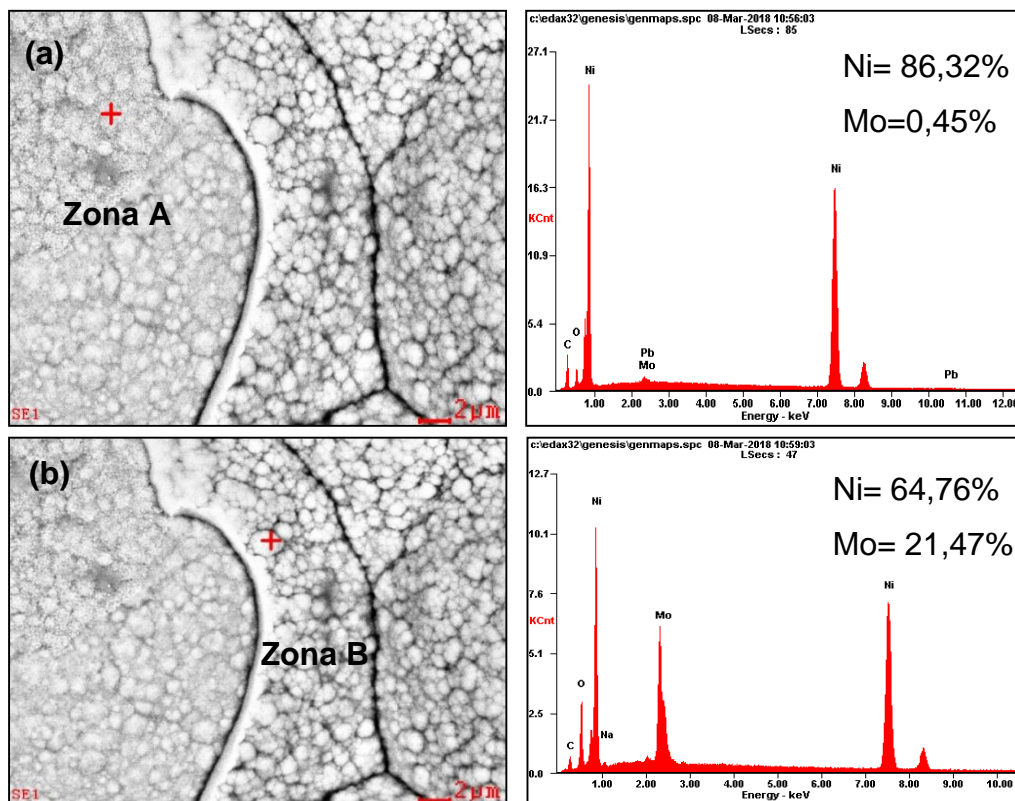 (a)
Zona A
SE1
2µm
c:\edax32\genesis\genmaps.spc 08-Mar-2018 10:56:03
LSecs : 85
Ni= 86,32%
Mo=0,45%
27.1
21.7
16.3
KCnt
10.9
5.4
0.0
Ni
Ni
C
O
Pb
Mo
Pb
1.00 2.00 3.00 4.00 5.00 6.00 7.00 8.00 9.00 10.00 11.00 12.00
Energy - keV
(b)
Zona B
SE1
2µm
c:\edax32\genesis\genmaps.spc 08-Mar-2018 10:59:03
LSecs : 47
Ni= 64,76%
Mo= 21,47%
12.7
10.1
7.6
KCnt
5.1
2.5
0.0
Ni
Ni
Mo
O
Na
C
1.00 2.00 3.00 4.00 5.00 6.00 7.00 8.00 9.00 10.00
Energy - keV